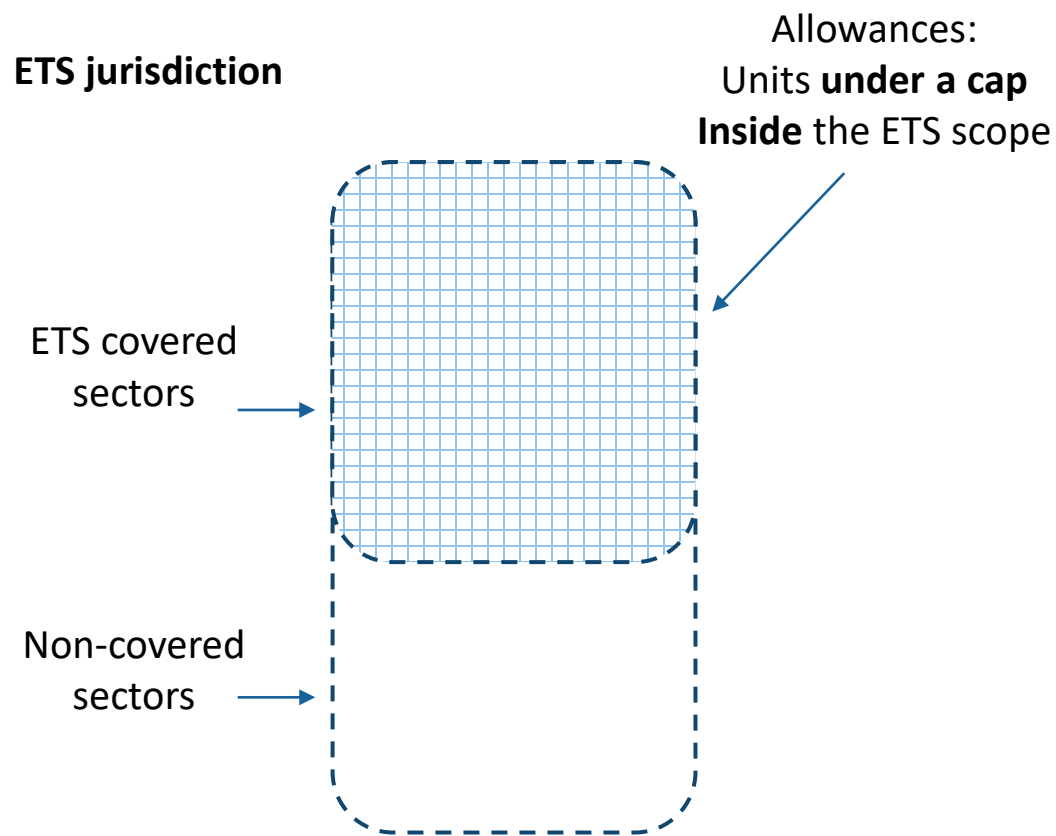 ETS jurisdiction
Allowances:
Units under a cap
Inside the ETS scope
ETS covered
sectors
Non-covered
sectors